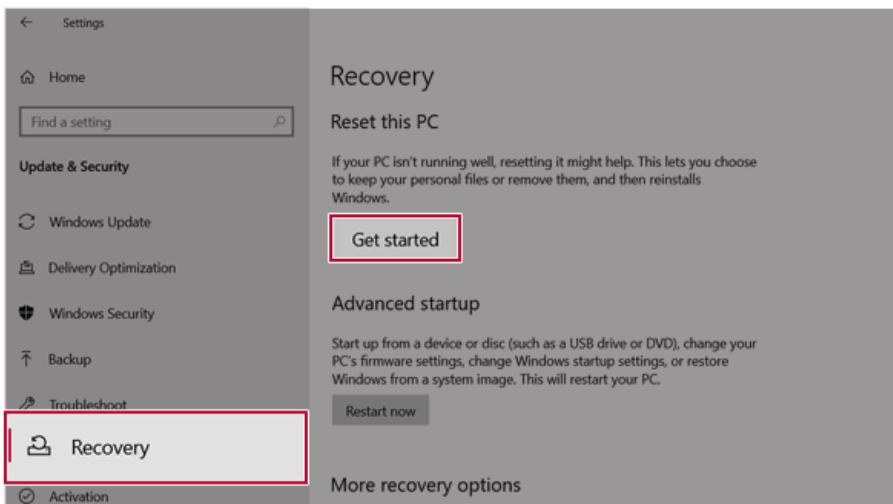 Settings
Home
Find a setting
Update & Security
Windows Update
Delivery Optimization
Windows Security
Backup
Troubleshoot
Recovery
Activation
Recovery
Reset this PC
If your PC isn't running well, resetting it might help. This lets you choose
to keep your personal files or remove them, and then reinstalls
Windows.
Get started
Advanced startup
Start up from a device or disc (such as a USB drive or DVD), change your
PC's firmware settings, change Windows startup settings, or restore
Windows from a system image. This will restart your PC.
Restart now
More recovery options